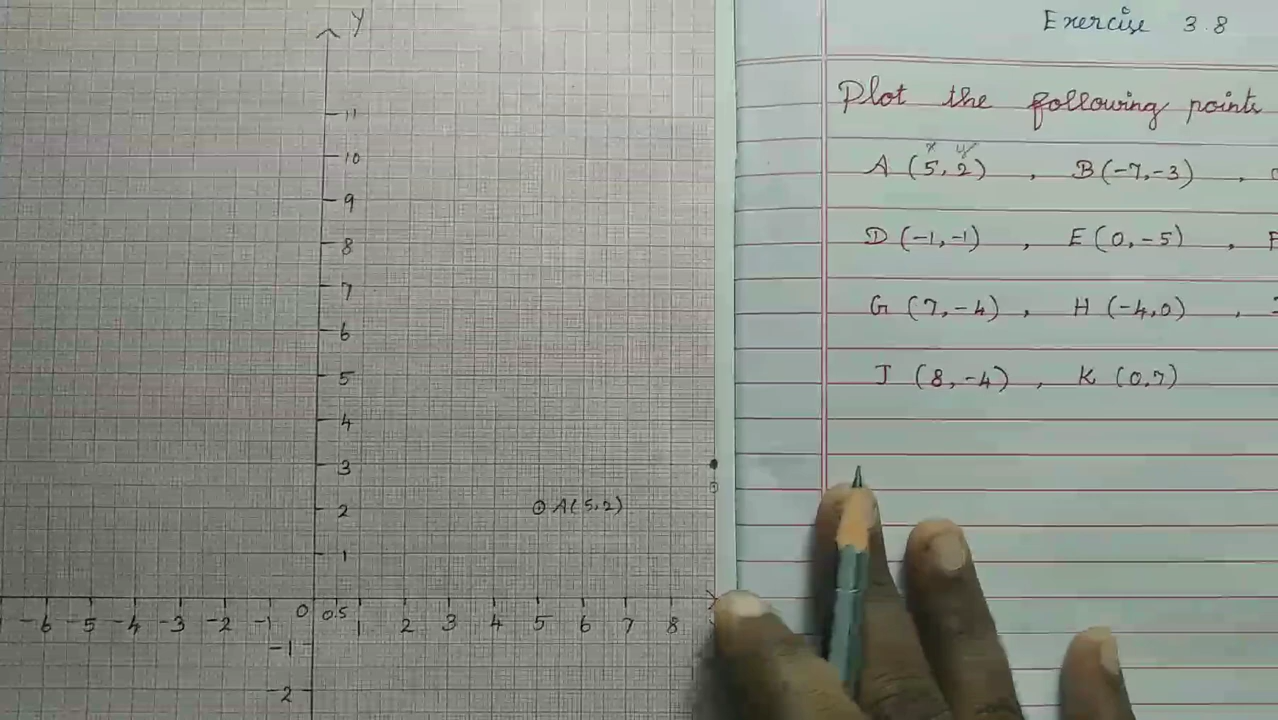 Exercise 3.8
Plot the following points
x y
A (5, 2) , B (-7, -3) ,
D (-1, -1) , E (0, -5) ,
G (7, -4) , H (-4, 0) ,
J (8, -4) , K (0, 7)
Y
11
10
9
8
7
6
5
4
3
2
1
A(5,2)
-6 -5 -4 -3 -2 -1 0 0.5 1 2 3 4 5 6 7 8
-1
-2